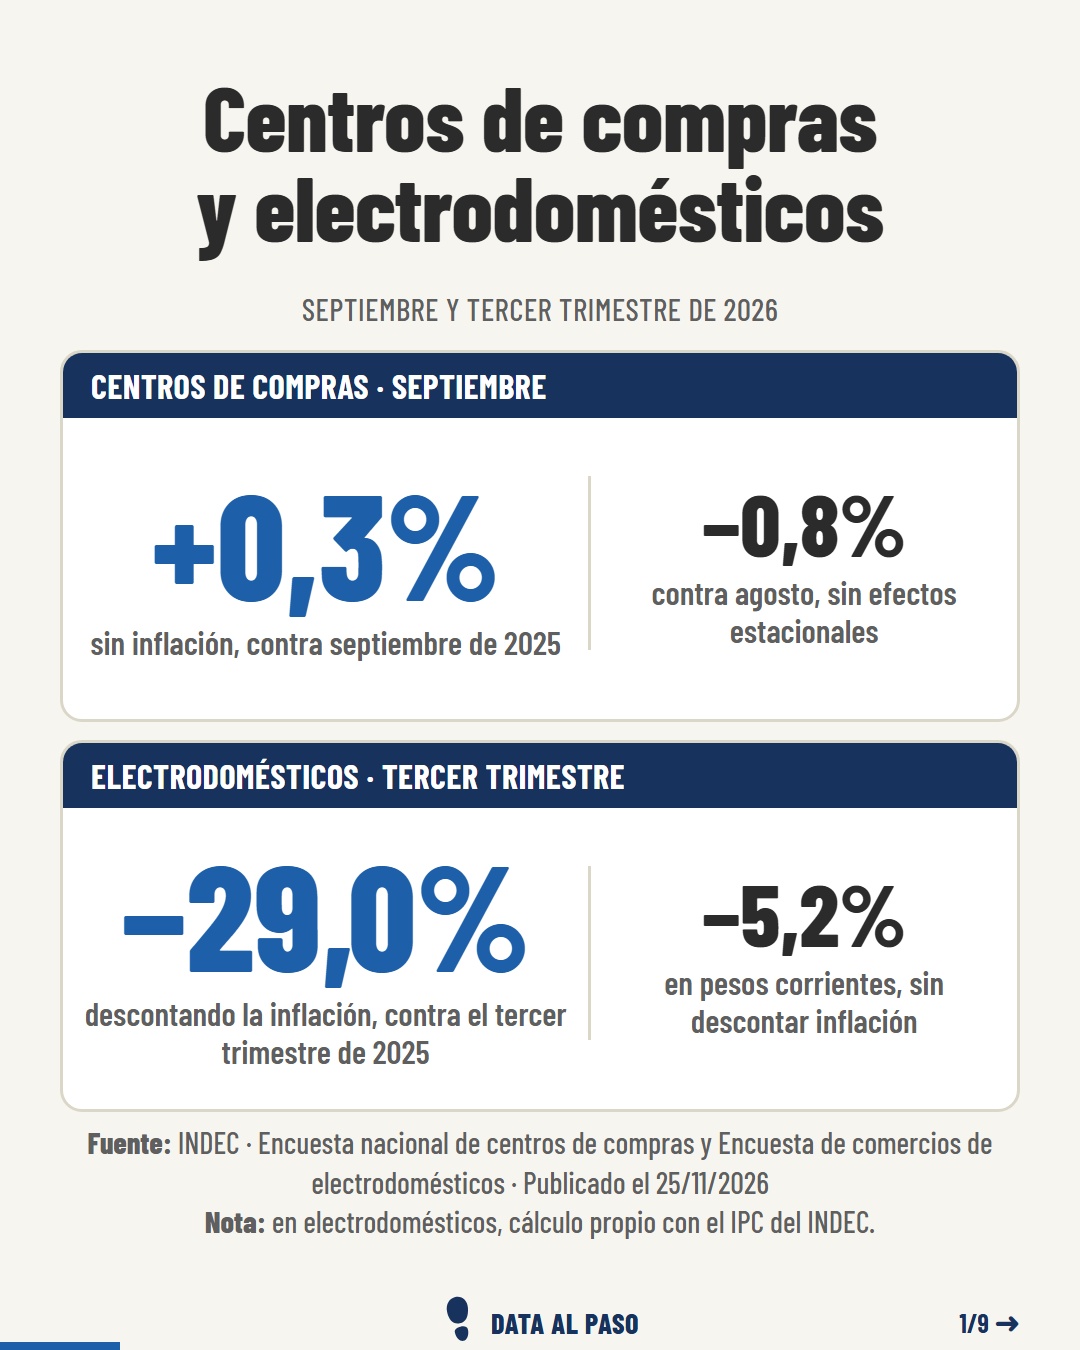 Centros de compras
y electrodomésticos
SEPTIEMBRE Y TERCER TRIMESTRE DE 2026
CENTROS DE COMPRAS · SEPTIEMBRE
+0,3%
sin inflación, contra septiembre de 2025
–0,8%
contra agosto, sin efectos
estacionales
ELECTRODOMÉSTICOS · TERCER TRIMESTRE
–29,0%
descontando la inflación, contra el tercer
trimestre de 2025
–5,2%
en pesos corrientes, sin
descontar inflación
Fuente: INDEC · Encuesta nacional de centros de compras y Encuesta de comercios de
electrodomésticos · Publicado el 25/11/2026
Nota: en electrodomésticos, cálculo propio con el IPC del INDEC.
DATA AL PASO
1/9 →